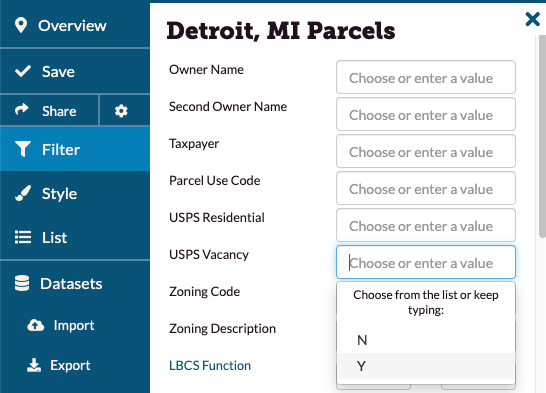 Overview
Save
Share
Filter
Style
List
Datasets
Import
Export
Detroit, MI Parcels
Owner Name Choose or enter a value
Second Owner Name Choose or enter a value
Taxpayer Choose or enter a value
Parcel Use Code Choose or enter a value
USPS Residential Choose or enter a value
USPS Vacancy Choose or enter a value
Choose from the list or keep
typing:
N
Y
Zoning Code
Zoning Description
LBCS Function